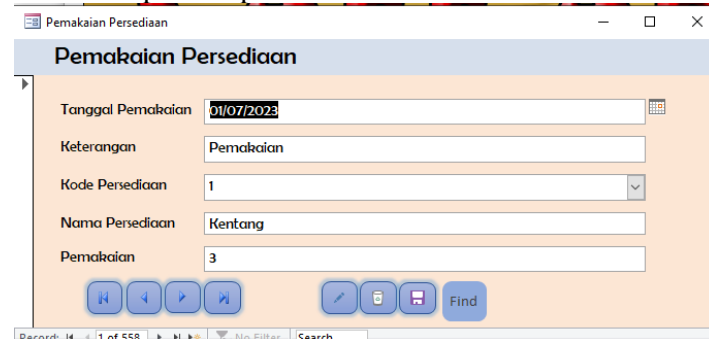 Pemakaian Persediaan
Pemakaian Persediaan
Tanggal Pemakaian 01/07/2023
Keterangan Pemakaian
Kode Persediaan 1
Nama Persediaan Kentang
Pemakaian 3
Find
Record: 1 of 558 No Filter Search